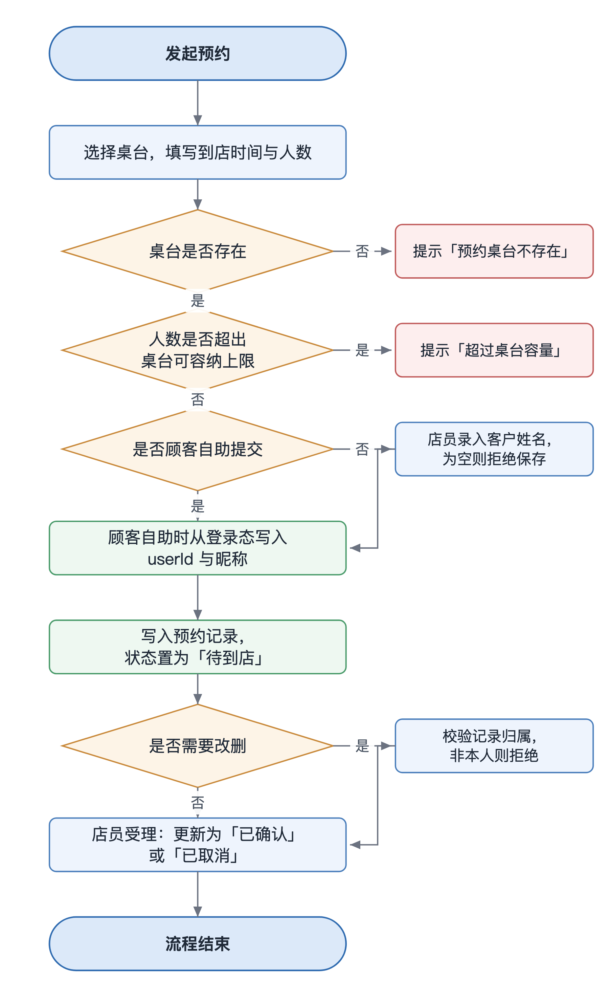 发起预约
选择桌台，填写到店时间与人数
桌台是否存在
否
提示「预约桌台不存在」
是
人数是否超出
桌台可容纳上限
是
提示「超过桌台容量」
否
是否顾客自助提交
否
店员录入客户姓名，
为空则拒绝保存
是
顾客自助时从登录态写入
userId 与昵称
写入预约记录，
状态置为「待到店」
是否需要改删
是
校验记录归属，
非本人则拒绝
否
店员受理：更新为「已确认」
或「已取消」
流程结束